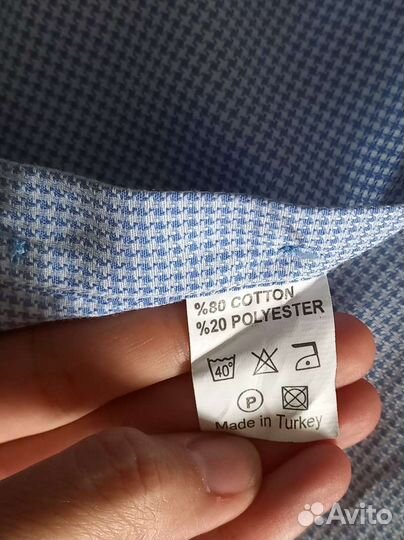 %80 COTTON
%20 POLYESTER
40°
P
Made in Turkey
Avito